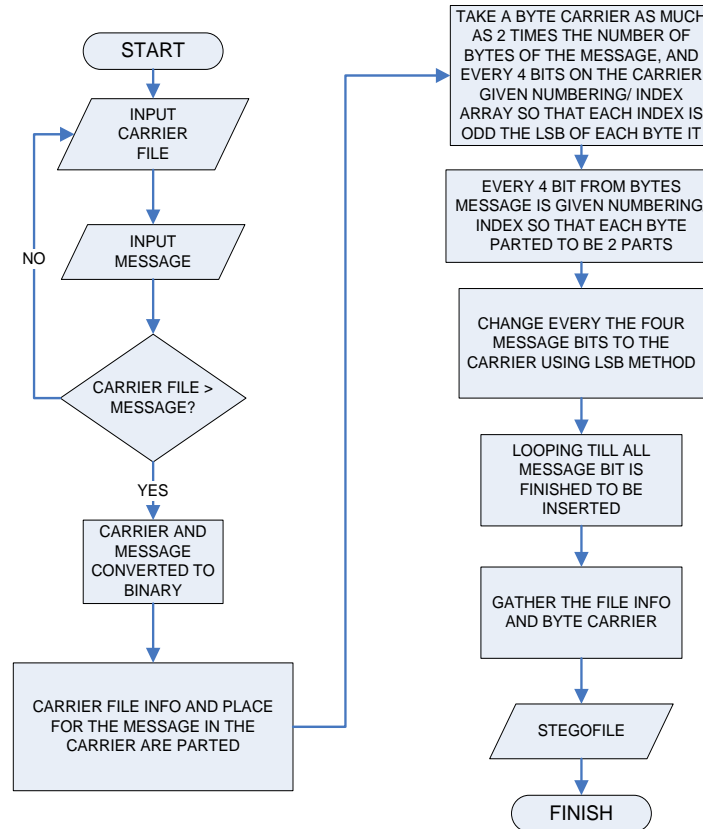 START
INPUT
CARRIER
FILE
INPUT
MESSAGE
NO
CARRIER FILE >
MESSAGE?
YES
CARRIER AND
MESSAGE
CONVERTED TO
BINARY
CARRIER FILE INFO AND PLACE
FOR THE MESSAGE IN THE
CARRIER ARE PARTED
TAKE A BYTE CARRIER AS MUCH
AS 2 TIMES THE NUMBER OF
BYTES OF THE MESSAGE, AND
EVERY 4 BITS ON THE CARRIER
GIVEN NUMBERING/ INDEX
ARRAY SO THAT EACH INDEX IS
ODD THE LSB OF EACH BYTE IT
EVERY 4 BIT FROM BYTES
MESSAGE IS GIVEN NUMBERING
INDEX SO THAT EACH BYTE
PARTED TO BE 2 PARTS
CHANGE EVERY THE FOUR
MESSAGE BITS TO THE
CARRIER USING LSB METHOD
LOOPING TILL ALL
MESSAGE BIT IS
FINISHED TO BE
INSERTED
GATHER THE FILE INFO
AND BYTE CARRIER
STEGOFILE
FINISH